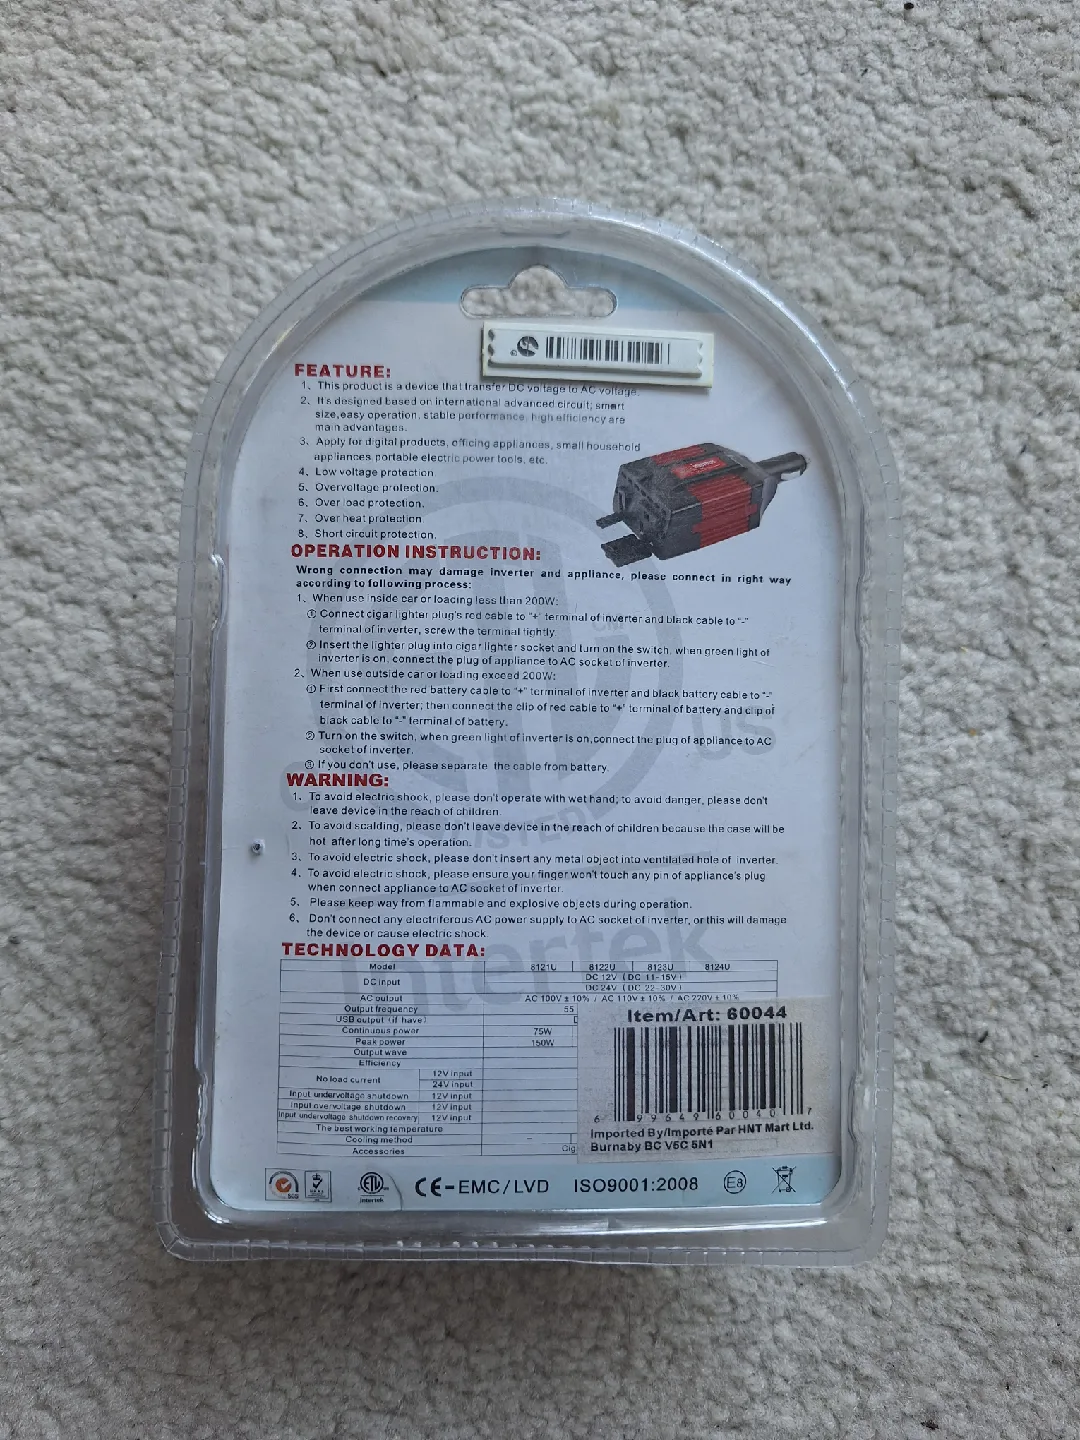 FEATURE:
1、This product is a device that transfer DC voltage to AC voltage.
2、It's designed based on international advanced circuit; smart
size,easy operation, stable performance, high efficiency are
main advantages.
3、Apply for digital products, officing appliances, small household
appliances, portable electric power tools, etc.
4、Low voltage protection
5、Overvoltage protection.
6、Over load protection.
7、Over heat protection
8、Short circuit protection.
OPERATION INSTRUCTION:
Wrong connection may damage inverter and appliance, please connect in right way
according to following process:
1、When use inside car or loading less than 200W:
① Connect cigar lighter plug's red cable to "+" terminal of inverter and black cable to "-"
terminal of inverter, screw the terminal tightly
② Insert the lighter plug into cigar lighter socket and turn on the switch, when green light of
inverter is on, connect the plug of appliance to AC socket of inverter.
2、When use outside car or loading exceed 200W:
① First connect the red battery cable to "+" terminal of inverter and black battery cable to "-"
terminal of inverter; then connect the clip of red cable to "+" terminal of battery and clip of
black cable to "-" terminal of battery.
② Turn on the switch, when green light of inverter is on,connect the plug of appliance to AC
socket of inverter.
③ If you don't use, please separate the cable from battery.
WARNING:
1、To avoid electric shock, please don't operate with wet hand; to avoid danger, please don't
leave device in the reach of children.
2、To avoid scalding, please don't leave device in the reach of children because the case will be
hot after long time's operation.
3、To avoid electric shock, please don't insert any metal object into ventilated hole of inverter.
4、To avoid electric shock, please ensure your finger won't touch any pin of appliance's plug
when connect appliance to AC socket of inverter.
5、Please keep way from flammable and explosive objects during operation.
6、Don't connect any electriferous AC power supply to AC socket of inverter, or this will damage
the device or cause electric shock.
Intertek
TECHNOLOGY DATA:
Model 8121U 8122U 8123U 8124U
DC input DC 12V (DC 11-15V)
DC24V (DC 22-30V)
AC output AC 100V±10% / AC 110V±10% / AC 220V±10%
Output frequency 55
USB output (if have)
Continuous power 75W
Peak power 150W
Output wave
Efficiency
No load current 12V input
24V input
Input undervoltage shutdown 12V input
Input overvoltage shutdown 12V input
Input undervoltage shutdown recovery 12V input
The best working temperature
Cooling method
Accessories Cig
Item/Art: 60044
6 99649 60040 7
Imported By/Importé Par HNT Mart Ltd.
Burnaby BC V5C 5N1
SGS ETL Intertek CE-EMC/LVD ISO9001:2008 E8